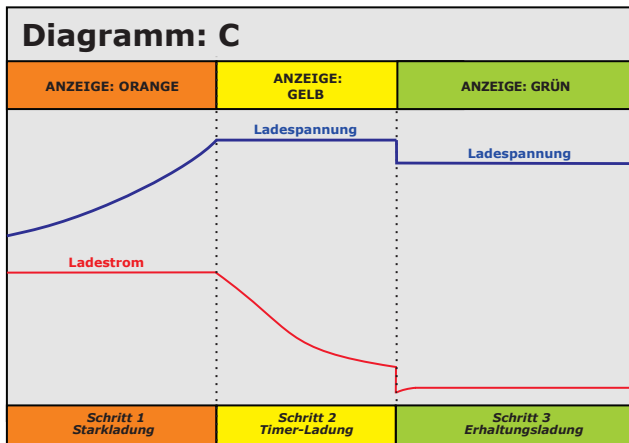 Diagramm: C
ANZEIGE: ORANGE
ANZEIGE:
GELB
ANZEIGE: GRÜN
Ladespannung
Ladespannung
Ladestrom
Schritt 1
Starkladung
Schritt 2
Timer-Ladung
Schritt 3
Erhaltungsladung